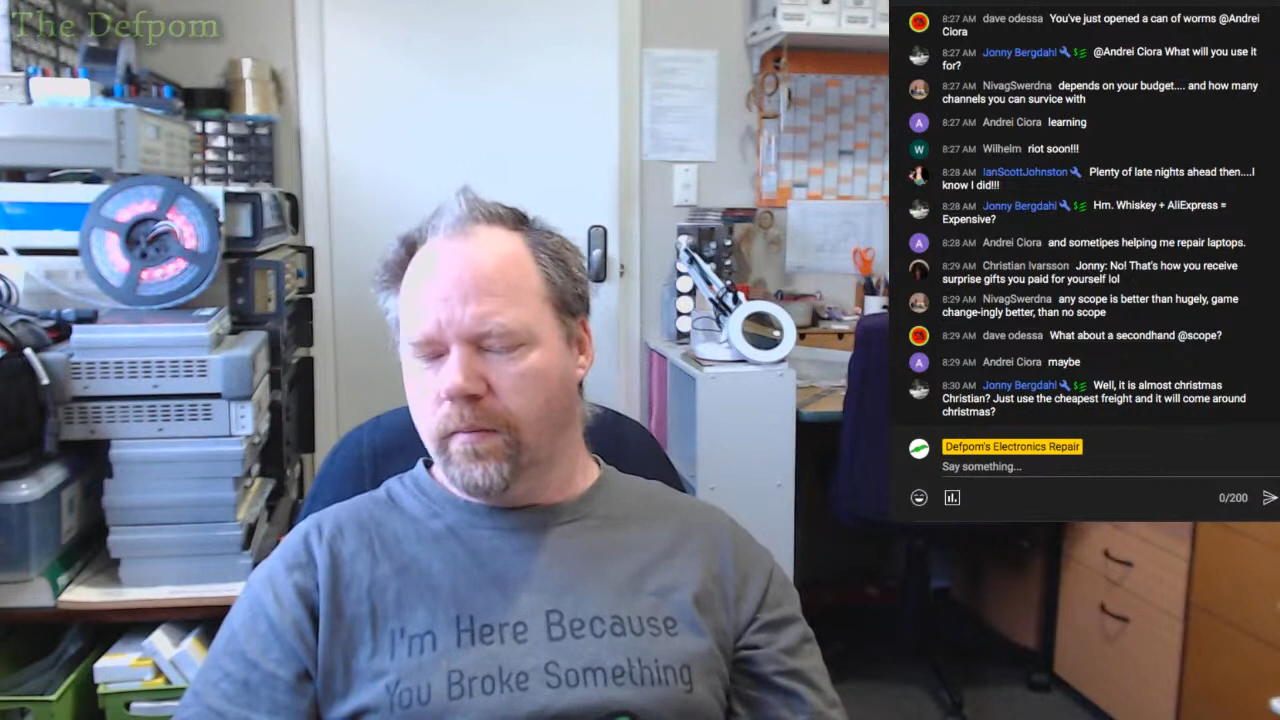 The Defpom
8:27 AM dave odessa You've just opened a can of worms @Andrei
Ciora
8:27 AM Jonny Bergdahl @Andrei Ciora What will you use it
for?
8:27 AM NivagSwerdna depends on your budget.... and how many
channels you can survice with
A
8:27 AM Andrei Ciora learning
W
8:27 AM Wilhelm riot soon!!!
8:28 AM IanScottJohnston Plenty of late nights ahead then....I
know I did!!!
8:28 AM Jonny Bergdahl Hm. Whiskey + AliExpress =
Expensive?
A
8:28 AM Andrei Ciora and sometipes helping me repair laptops.
8:29 AM Christian Ivarsson Jonny: No! That's how you receive
surprise gifts you paid for yourself lol
8:29 AM NivagSwerdna any scope is better than hugely, game
change-ingly better, than no scope
8:29 AM dave odessa What about a secondhand @scope?
A
8:29 AM Andrei Ciora maybe
8:30 AM Jonny Bergdahl Well, it is almost christmas
Christian? Just use the cheapest freight and it will come around
christmas?
Defpom's Electronics Repair
Say something...
0/200
I'm Here Because
You Broke Something